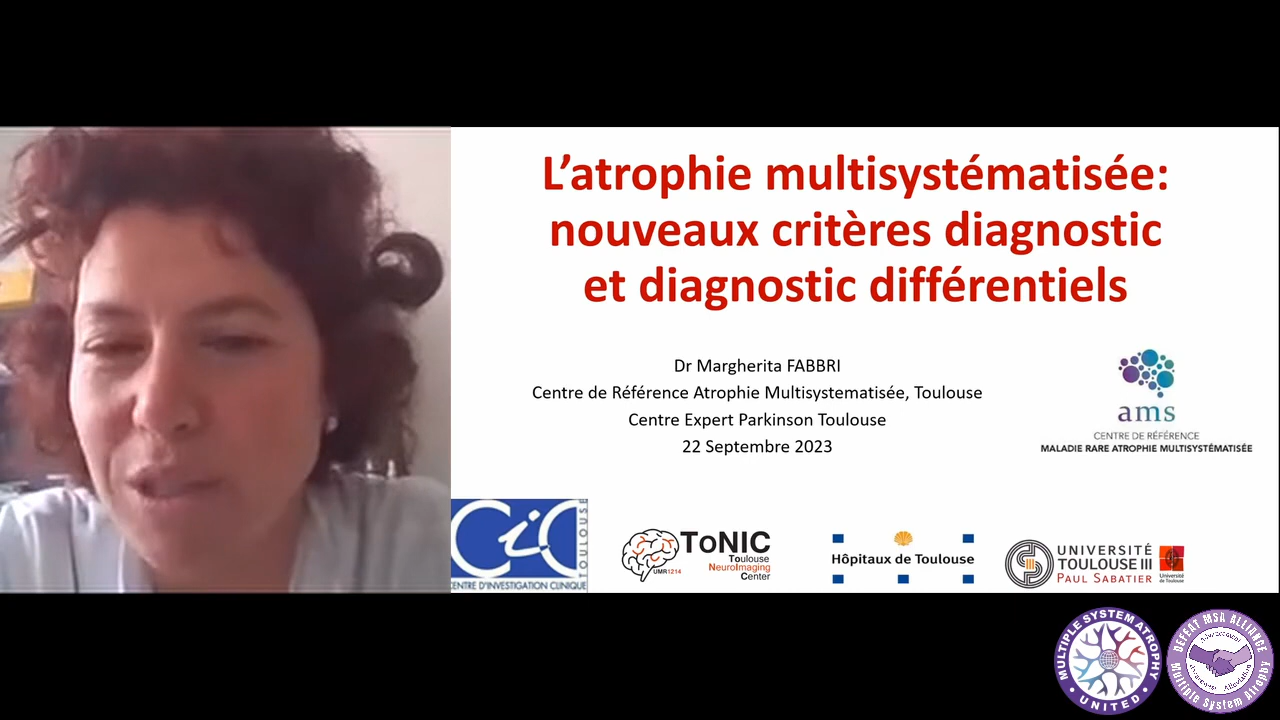 L’atrophie multisystématisée:
nouveaux critères diagnostic
et diagnostic différentiels
Dr Margherita FABBRI
Centre de Référence Atrophie Multisystematisée, Toulouse
Centre Expert Parkinson Toulouse
22 Septembre 2023
ams
CENTRE DE RÉFÉRENCE
MALADIE RARE ATROPHIE MULTISYSTÉMATISÉE
CiC
TOULOUSE
CENTRE D'INVESTIGATION CLINIQUE
ToNIC
Toulouse
NeuroImaging
Center
UMR1214
Hôpitaux de Toulouse
UNIVERSITÉ
TOULOUSE III
PAUL SABATIER
Université
de Toulouse
MULTIPLE SYSTEM ATROPHY
UNITED
DEFEAT MSA ALLIANCE
Multiple System Atrophy